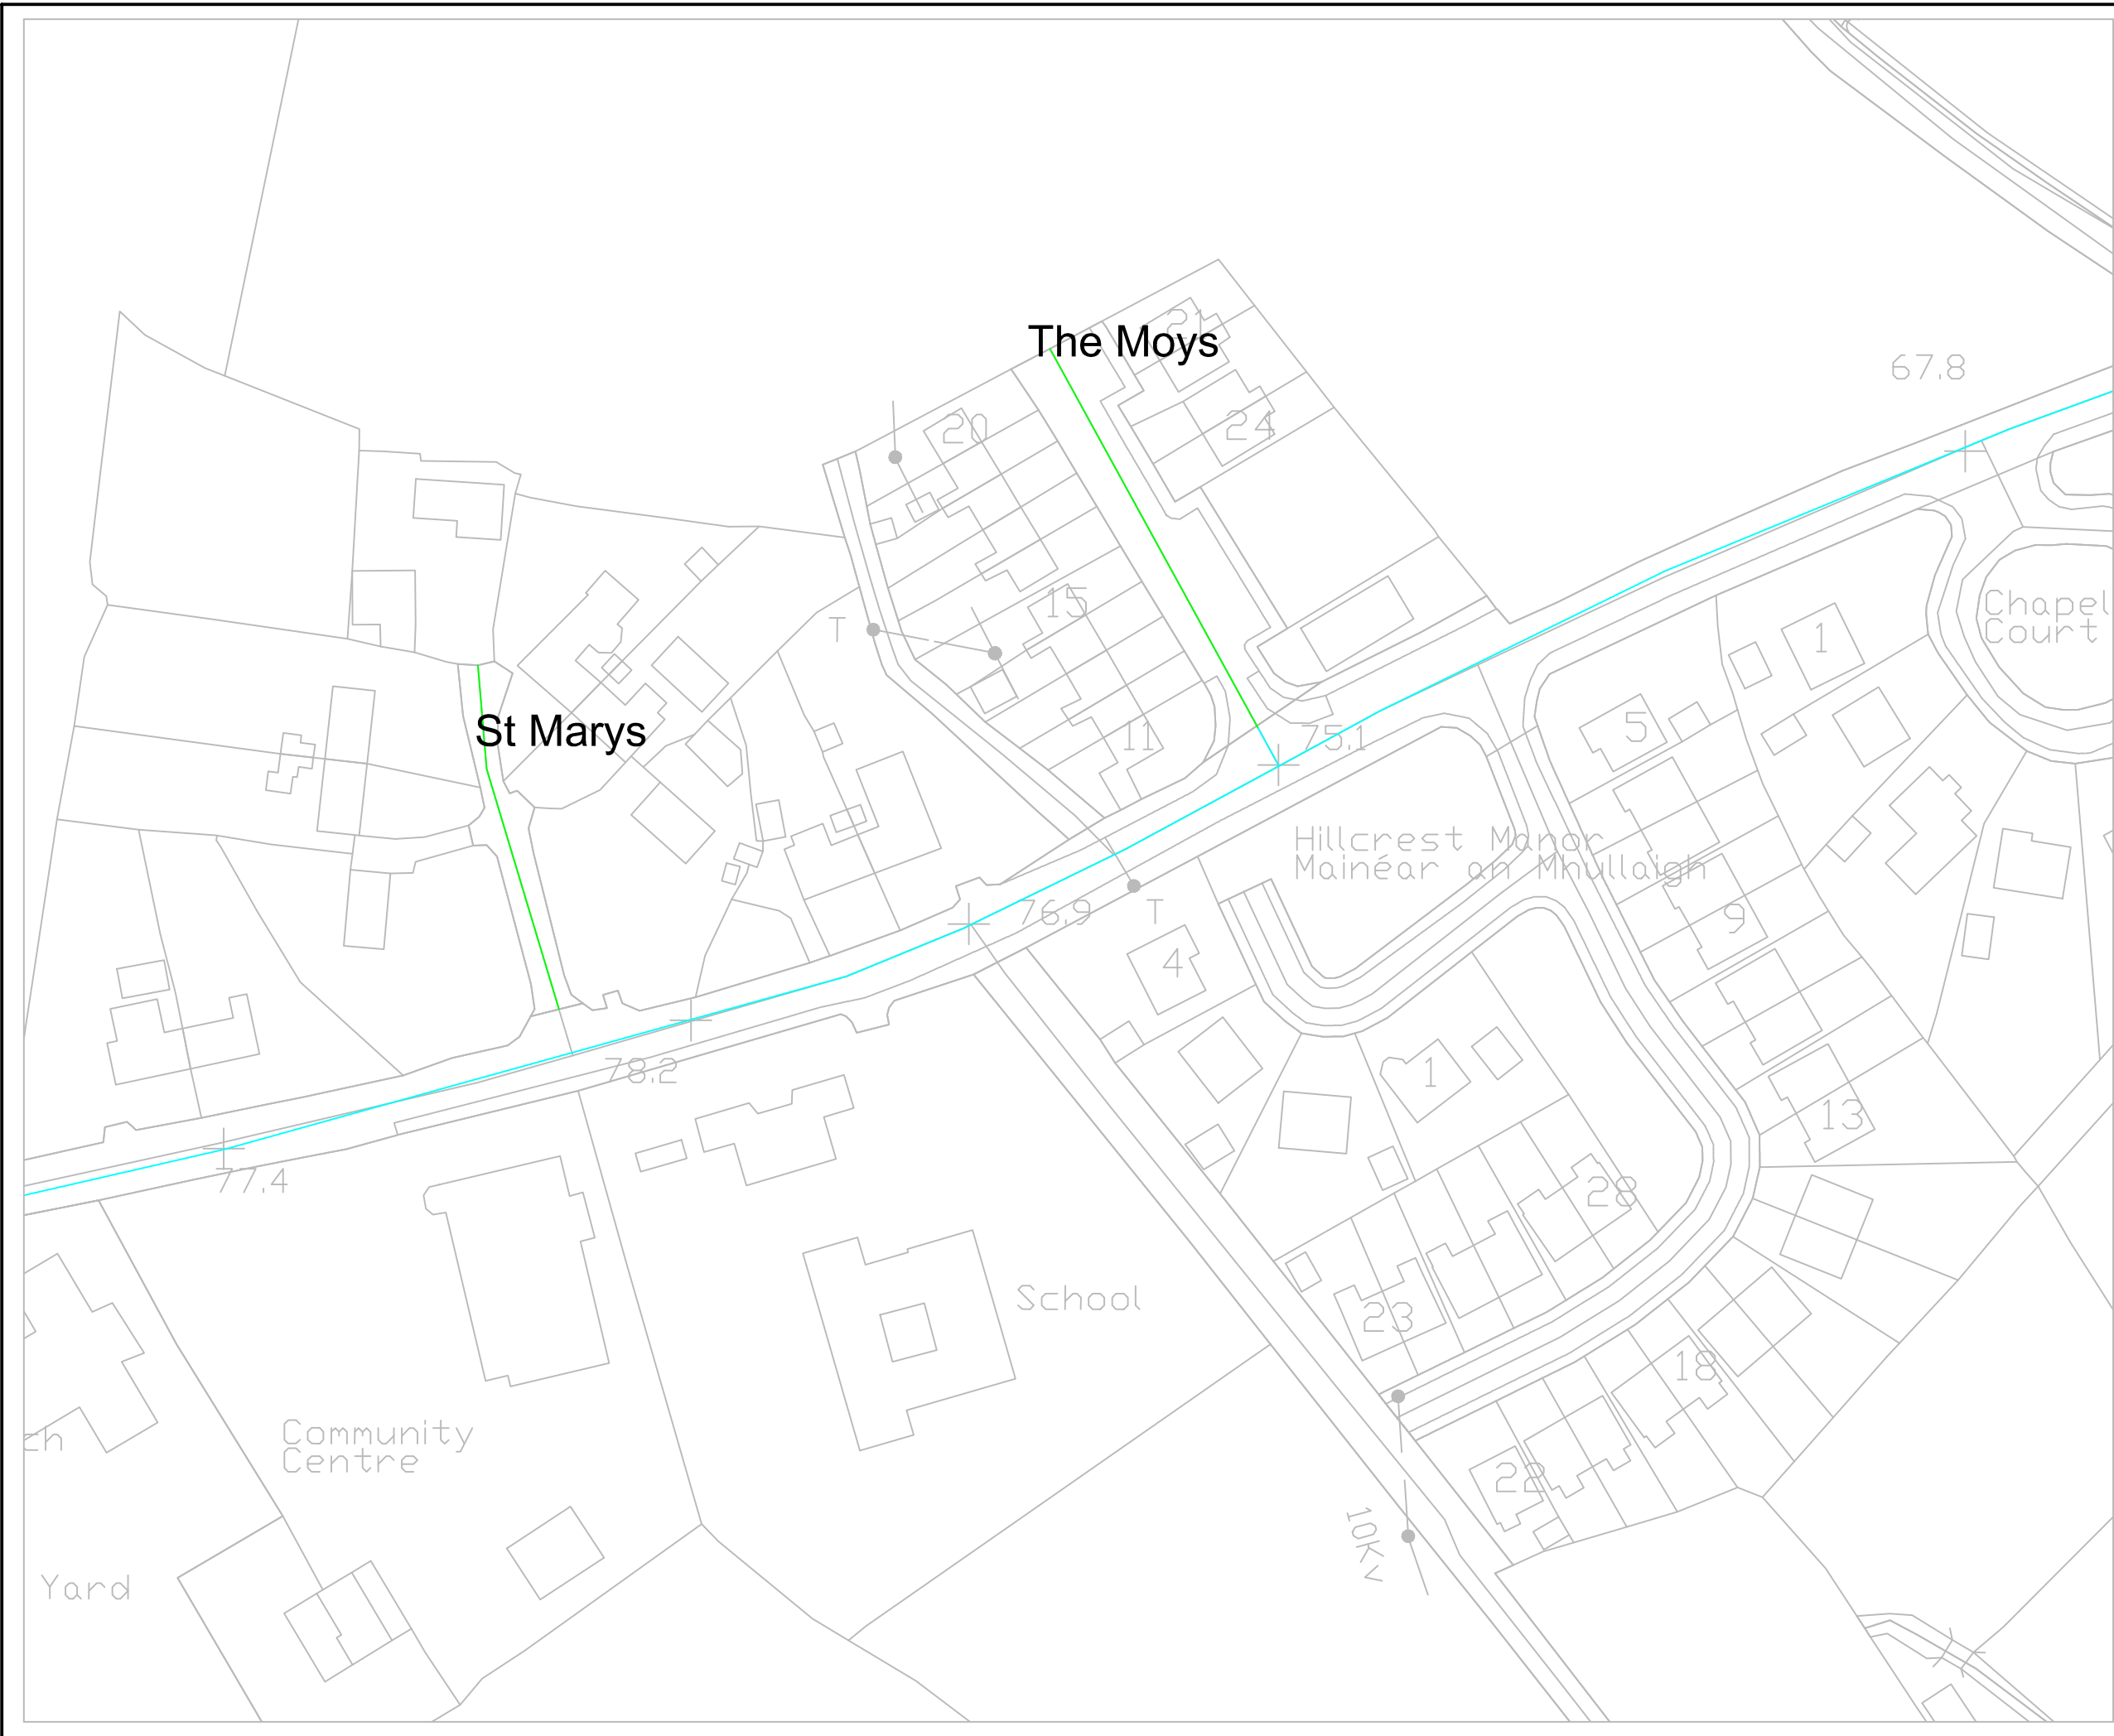 The Moys
21
67.8
20
24
15
T
Chapel
Court
1
St Marys
5
11
75.1
Hillcrest Manor
Mainéar an Mhullaigh
76.9
T
9
4
78.2
1
13
77.4
28
School
23
18
Community
Centre
ch
22
10KV
Yard